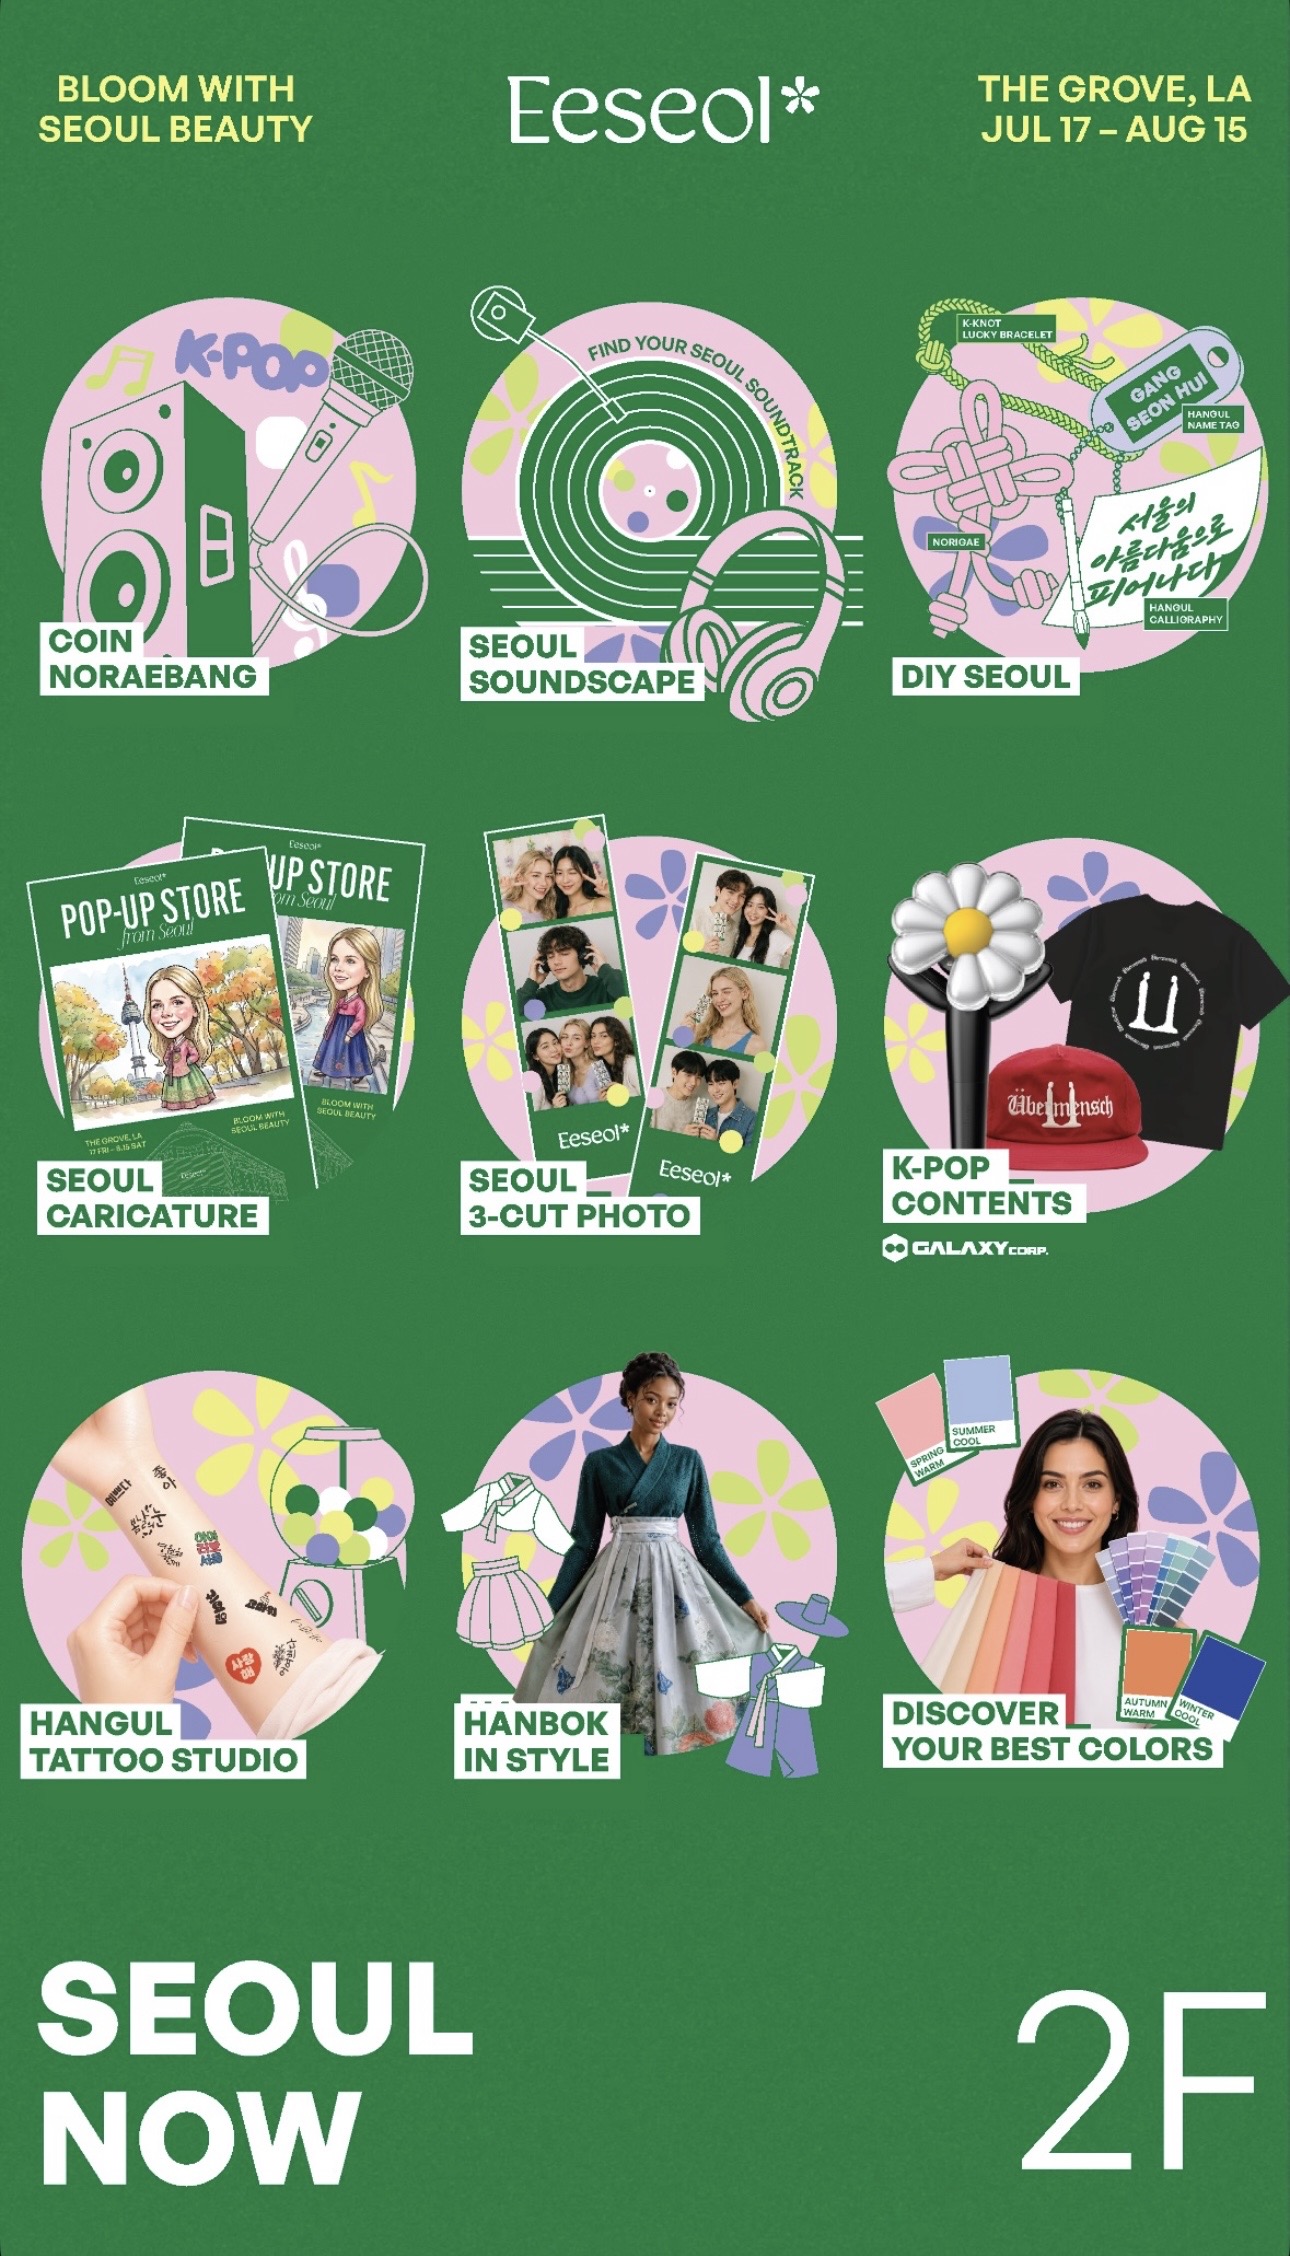 BLOOM WITH
SEOUL BEAUTY
Eeseol*
THE GROVE, LA
JUL 17 – AUG 15
K-POP
COIN
NORAEBANG
FIND YOUR SEOUL SOUNDTRACK
SEOUL
SOUNDSCAPE
K-KNOT
LUCKY BRACELET
GANG
SEON HUI
HANGUL
NAME TAG
NORIGAE
서울의
아름다움으로
피어나다
HANGUL
CALLIGRAPHY
DIY SEOUL
Eeseol*
POP-UP STORE
from Seoul
THE GROVE, LA
BLOOM WITH
SEOUL BEAUTY
Eeseol*
UP STORE
om Seoul
BLOOM WITH
SEOUL BEAUTY
SEOUL
CARICATURE
Eeseol*
Eeseol*
SEOUL
3-CUT PHOTO
Übermensch
K-POP
CONTENTS
GALAXY CORP.
좋아
사랑
해
HANGUL
TATTOO STUDIO
HANBOK
IN STYLE
SPRING
WARM
SUMMER
COOL
AUTUMN
WARM
WINTER
COOL
DISCOVER
YOUR BEST COLORS
SEOUL
NOW
2F